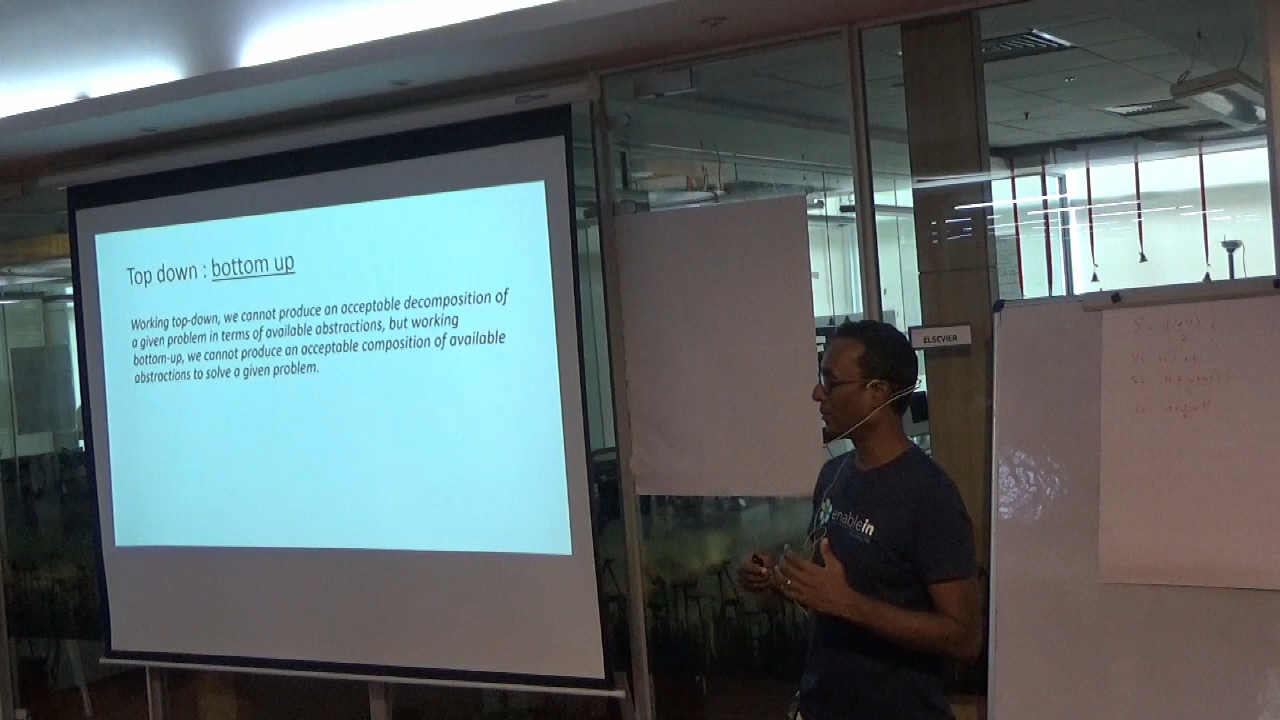 Top down : bottom up
Working top-down, we cannot produce an acceptable decomposition of
a given problem in terms of available abstractions, but working
bottom-up, we cannot produce an acceptable composition of available
abstractions to solve a given problem.
ELSEVIER
enablein